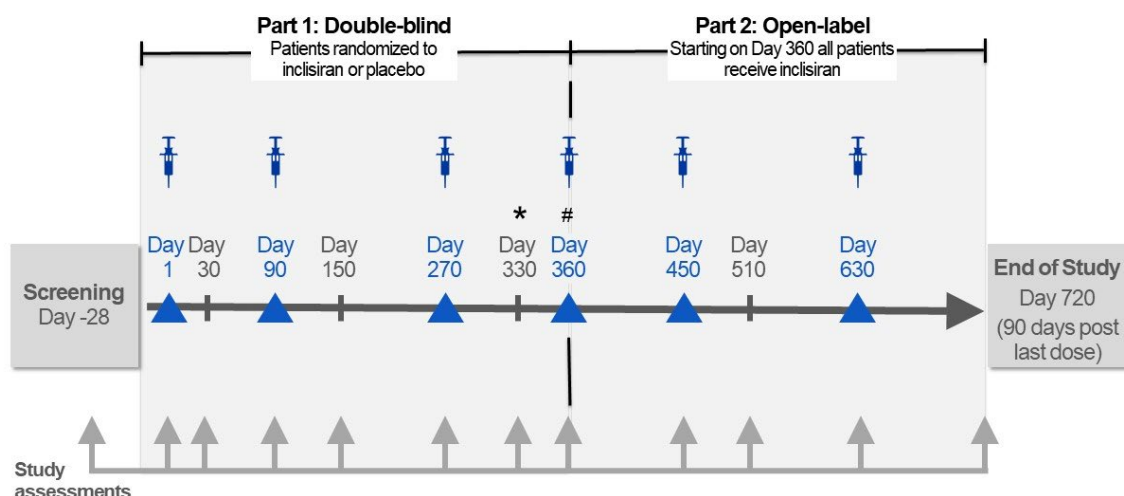 Part 1: Double-blind
Patients randomized to
inclisiran or placebo
Part 2: Open-label
Starting on Day 360 all patients
receive inclisiran
* #
Day Day Day Day Day Day Day Day Day Day
1 30 90 150 270 330 360 450 510 630
Screening
Day -28
End of Study
Day 720
(90 days post
last dose)
Study
assessments